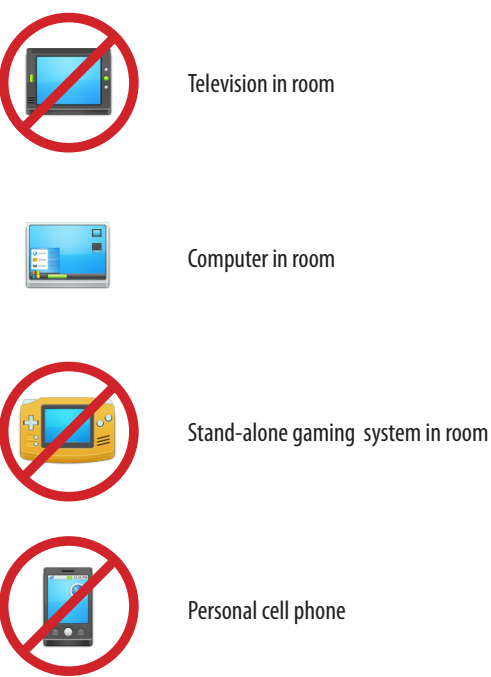 Television in room
Computer in room
Stand-alone gaming system in room
Personal cell phone